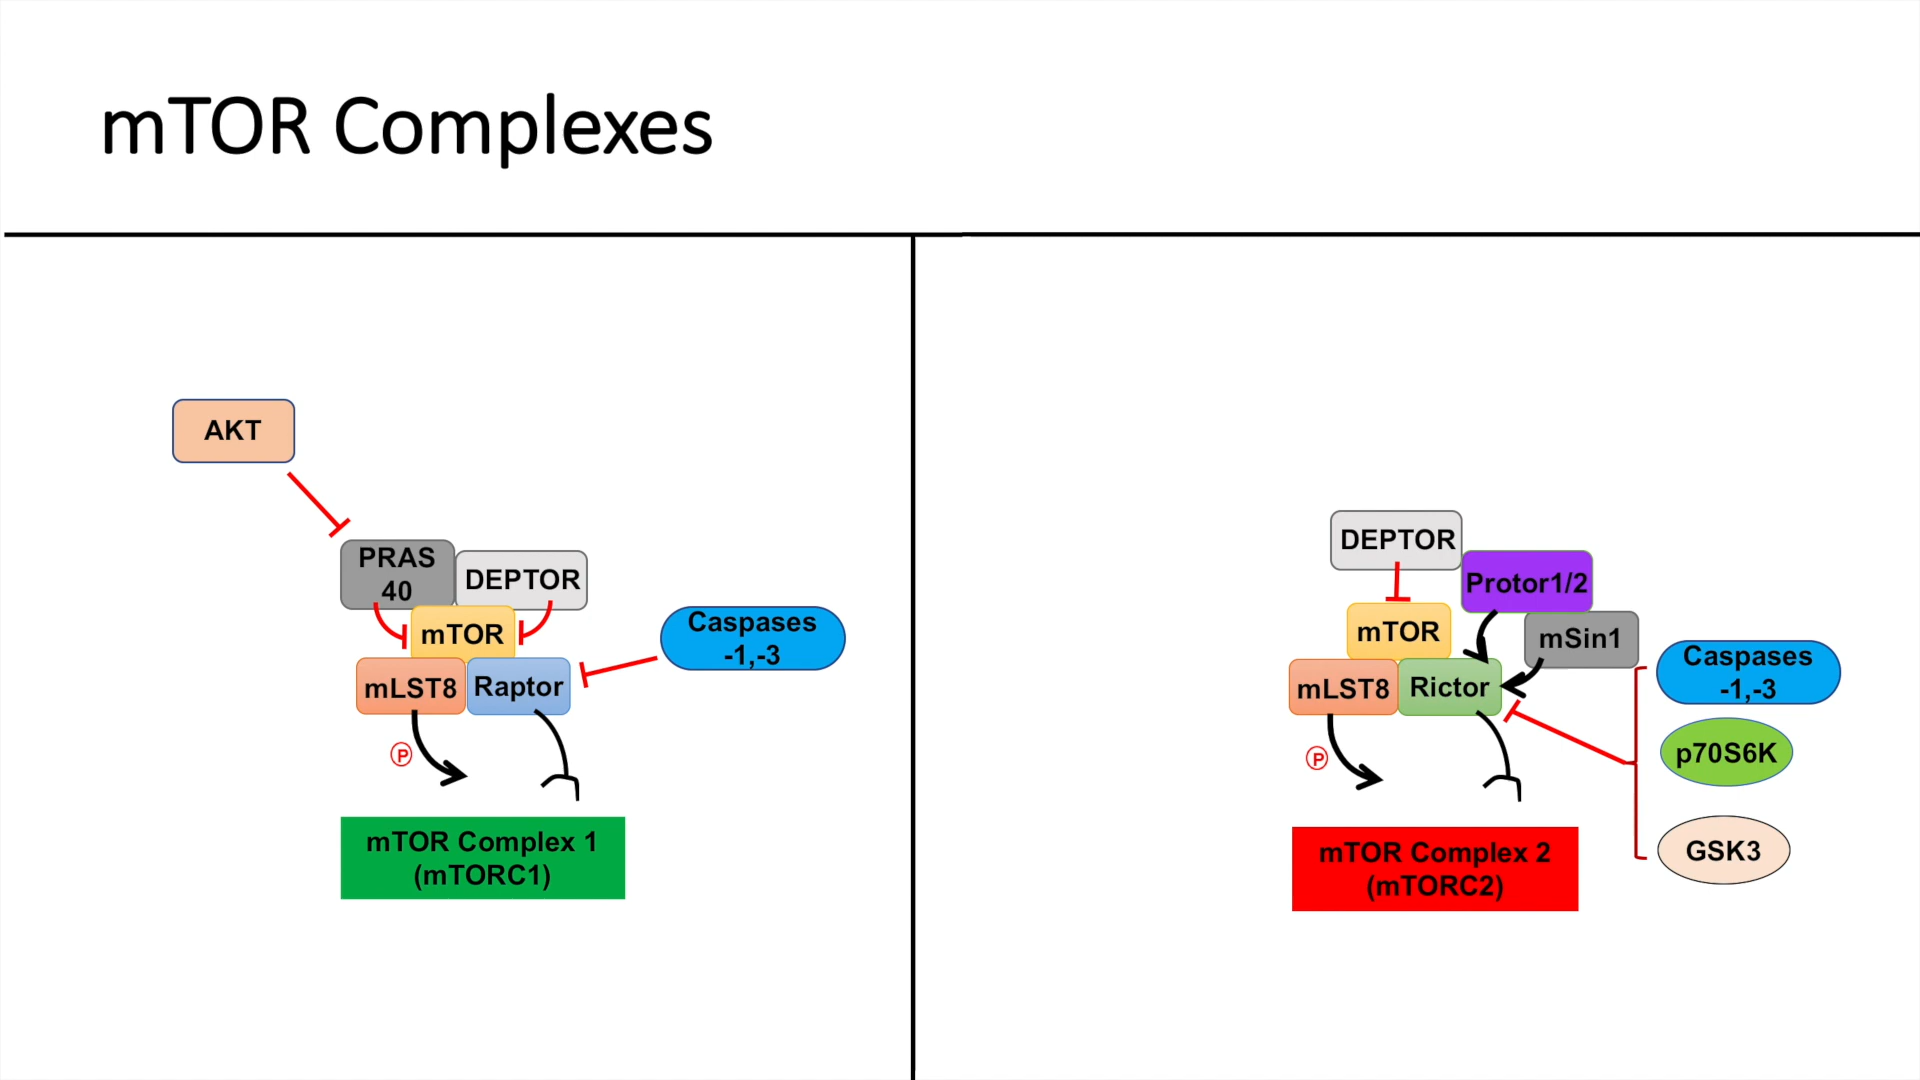 mTOR Complexes
AKT
PRAS
40
DEPTOR
mTOR
mLST8
Raptor
Caspases
-1,-3
P
mTOR Complex 1
(mTORC1)
DEPTOR
Protor1/2
mTOR
mSin1
mLST8
Rictor
Caspases
-1,-3
p70S6K
GSK3
P
mTOR Complex 2
(mTORC2)